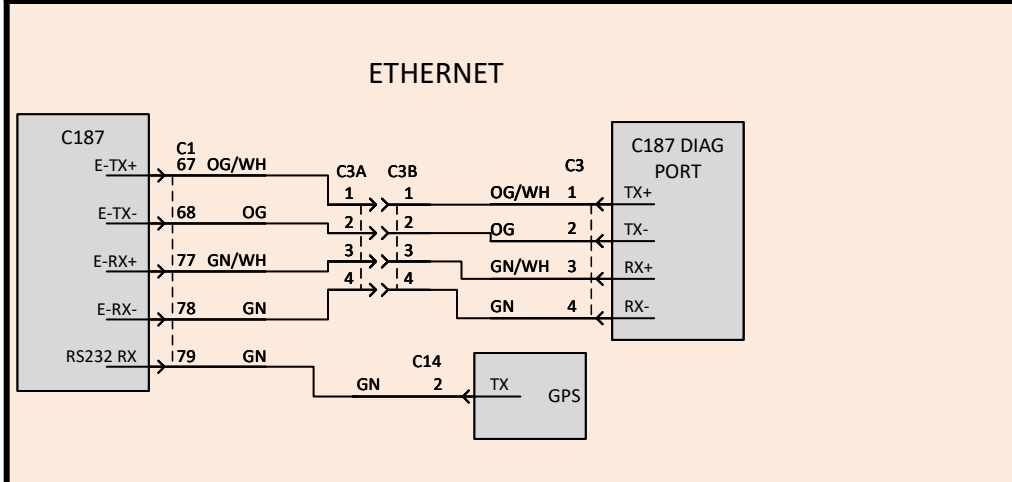 ETHERNET
C187
C1
E-TX+ 67 OG/WH
E-TX- 68 OG
E-RX+ 77 GN/WH
E-RX- 78 GN
RS232 RX 79 GN
C3A C3B
1 1
2 2
3 3
4 4
C3
OG/WH 1 TX+
OG 2 TX-
GN/WH 3 RX+
GN 4 RX-
C187 DIAG
PORT
C14
GN 2 TX
GPS